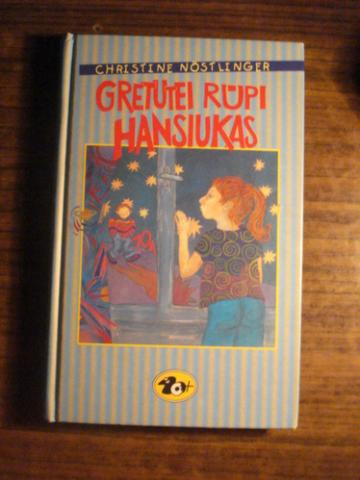 CHRISTINE NÖSTLINGER
GRETUTEI RŪPI
HANSIUKAS